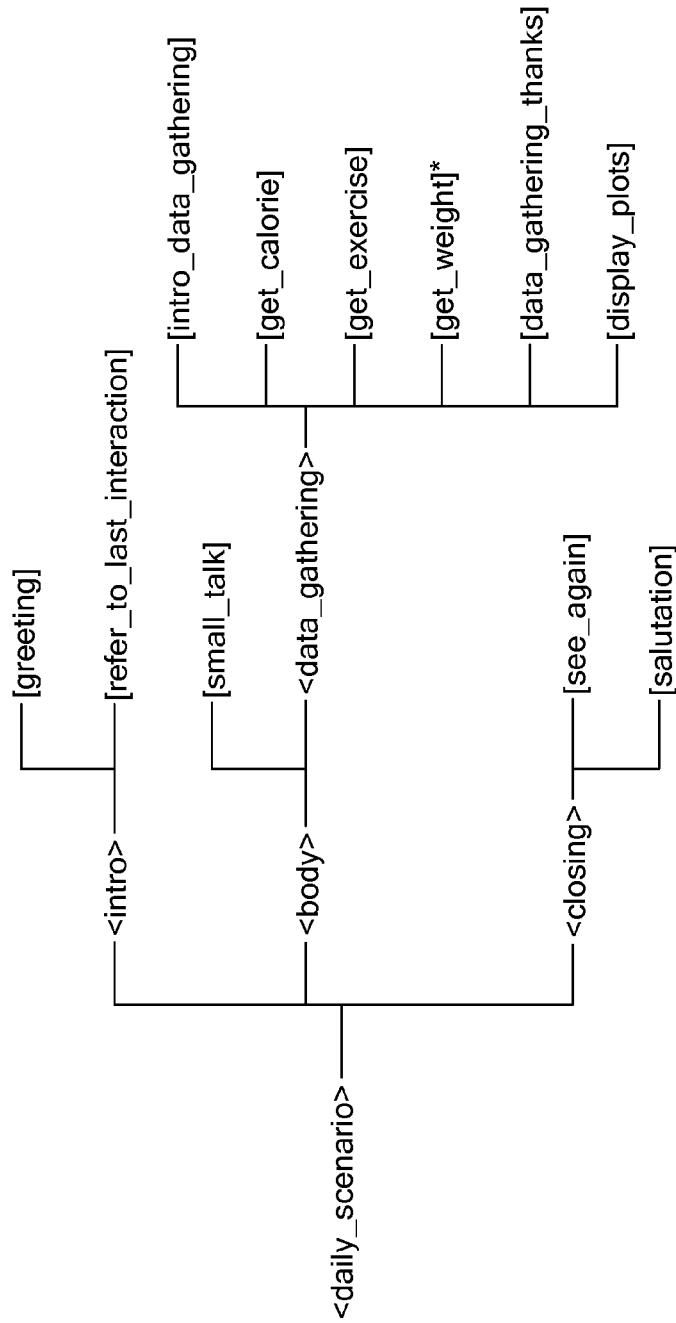 <daily_scenario>
<intro>
[greeting]
[refer_to_last_interaction]
<body>
[small_talk]
<data_gathering>
[intro_data_gathering]
[get_calorie]
[get_exercise]
[get_weight]*
[data_gathering_thanks]
[display_plots]
<closing>
[see_again]
[salutation]